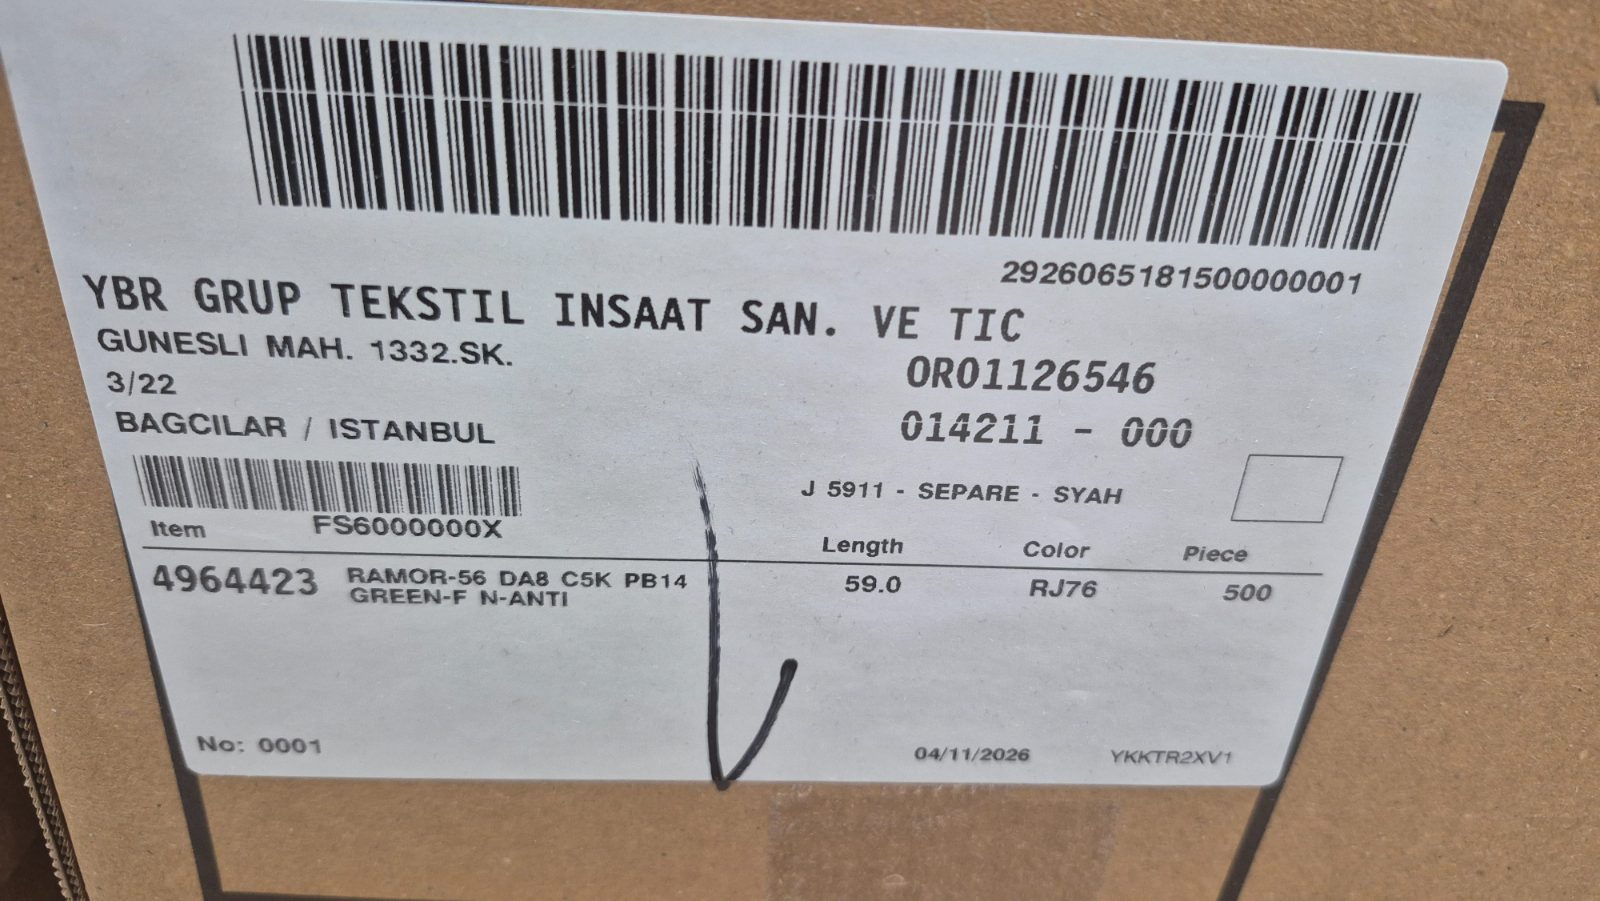 2926065181500000001
YBR GRUP TEKSTIL INSAAT SAN. VE TIC
GUNESLI MAH. 1332.SK.
3/22
BAGCILAR / ISTANBUL
OR01126546
014211 - 000
J 5911 - SEPARE - SYAH
FS6000000X
Item Length Color Piece
4964423 RAMOR-56 DA8 C5K PB14 59.0 RJ76 500
GREEN-F N-ANTI
No: 0001 04/11/2026 YKKTR2XV1